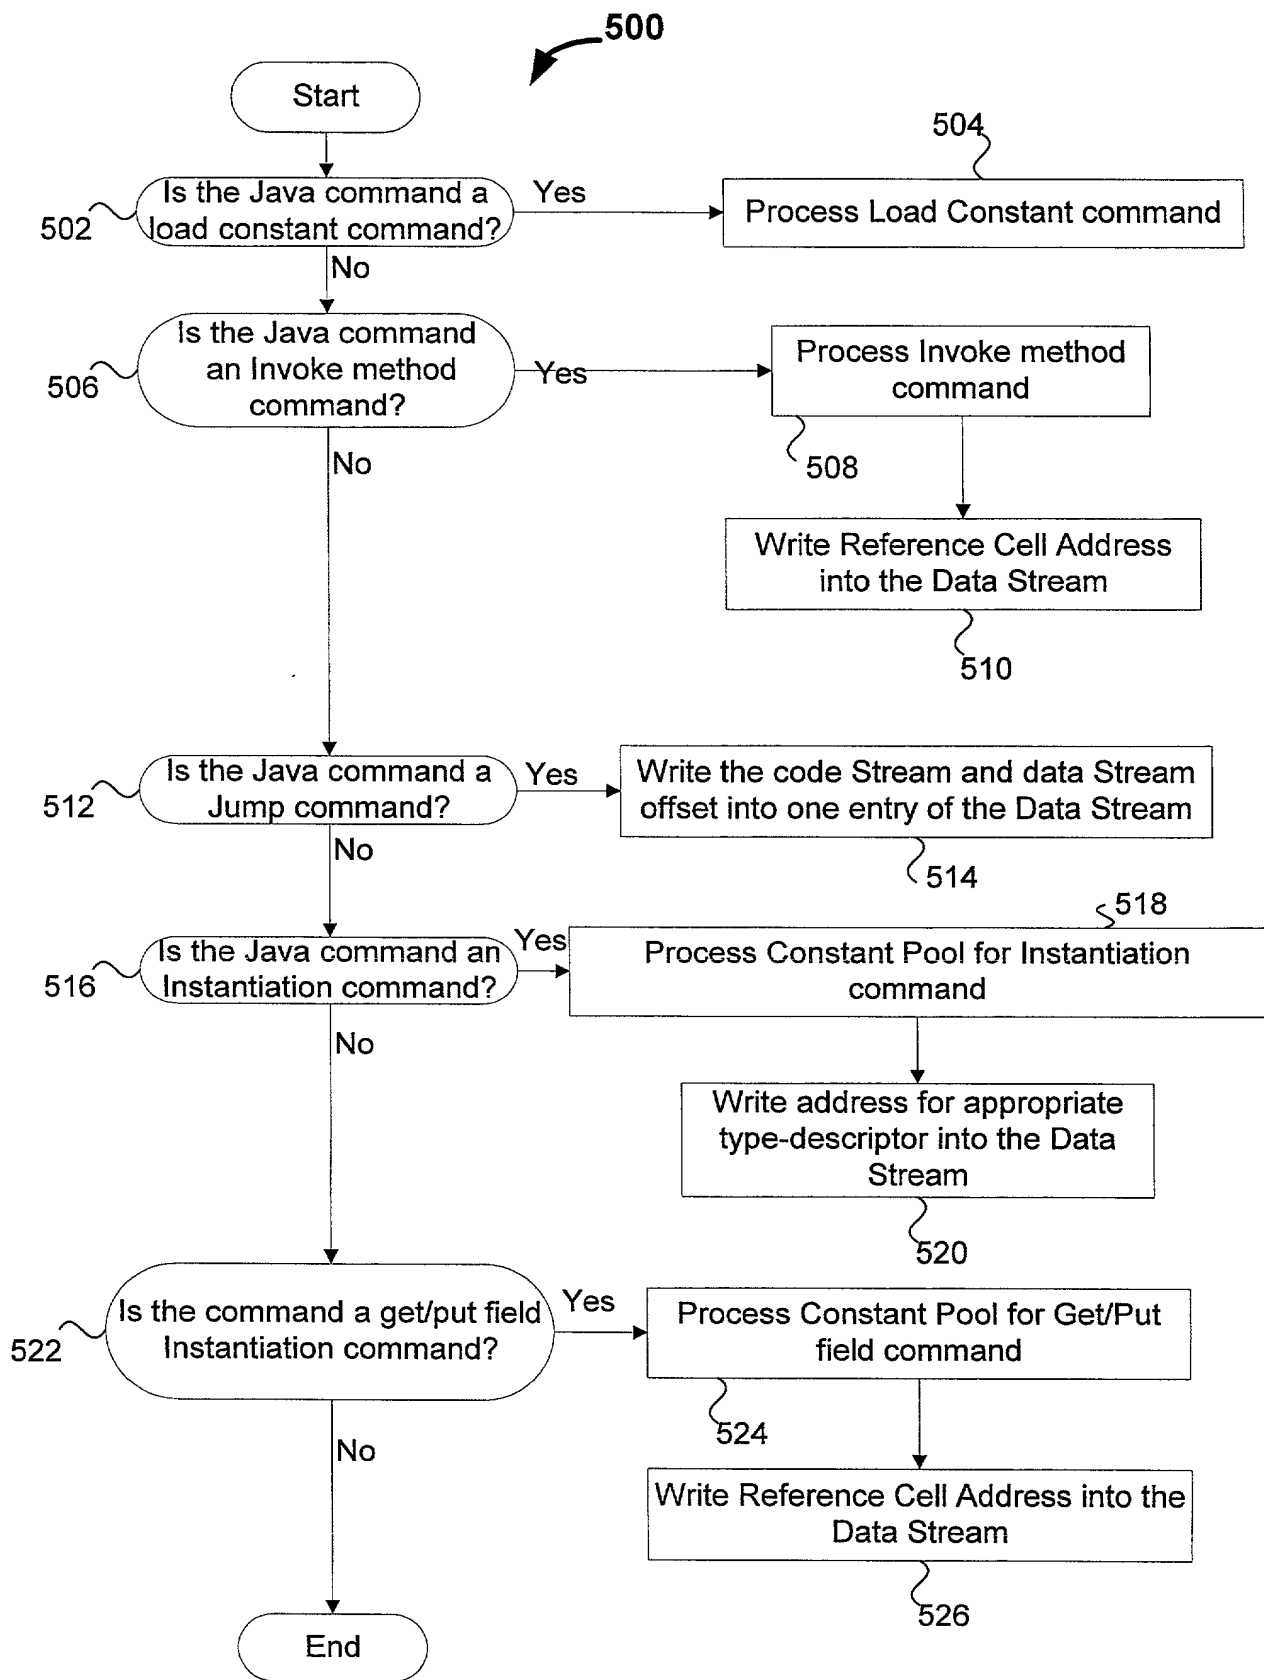 500
Start
504
Is the Java command a
load constant command?
Yes
Process Load Constant command
502
No
Is the Java command
an Invoke method
command?
Yes
Process Invoke method
command
506
508
No
Write Reference Cell Address
into the Data Stream
510
Is the Java command a
Jump command?
Yes
Write the code Stream and data Stream
offset into one entry of the Data Stream
512
No
514
518
Is the Java command an
Instantiation command?
Yes
Process Constant Pool for Instantiation
command
516
No
Write address for appropriate
type-descriptor into the Data
Stream
520
Is the command a get/put field
Instantiation command?
Yes
Process Constant Pool for Get/Put
field command
522
524
No
Write Reference Cell Address into the
Data Stream
526
End